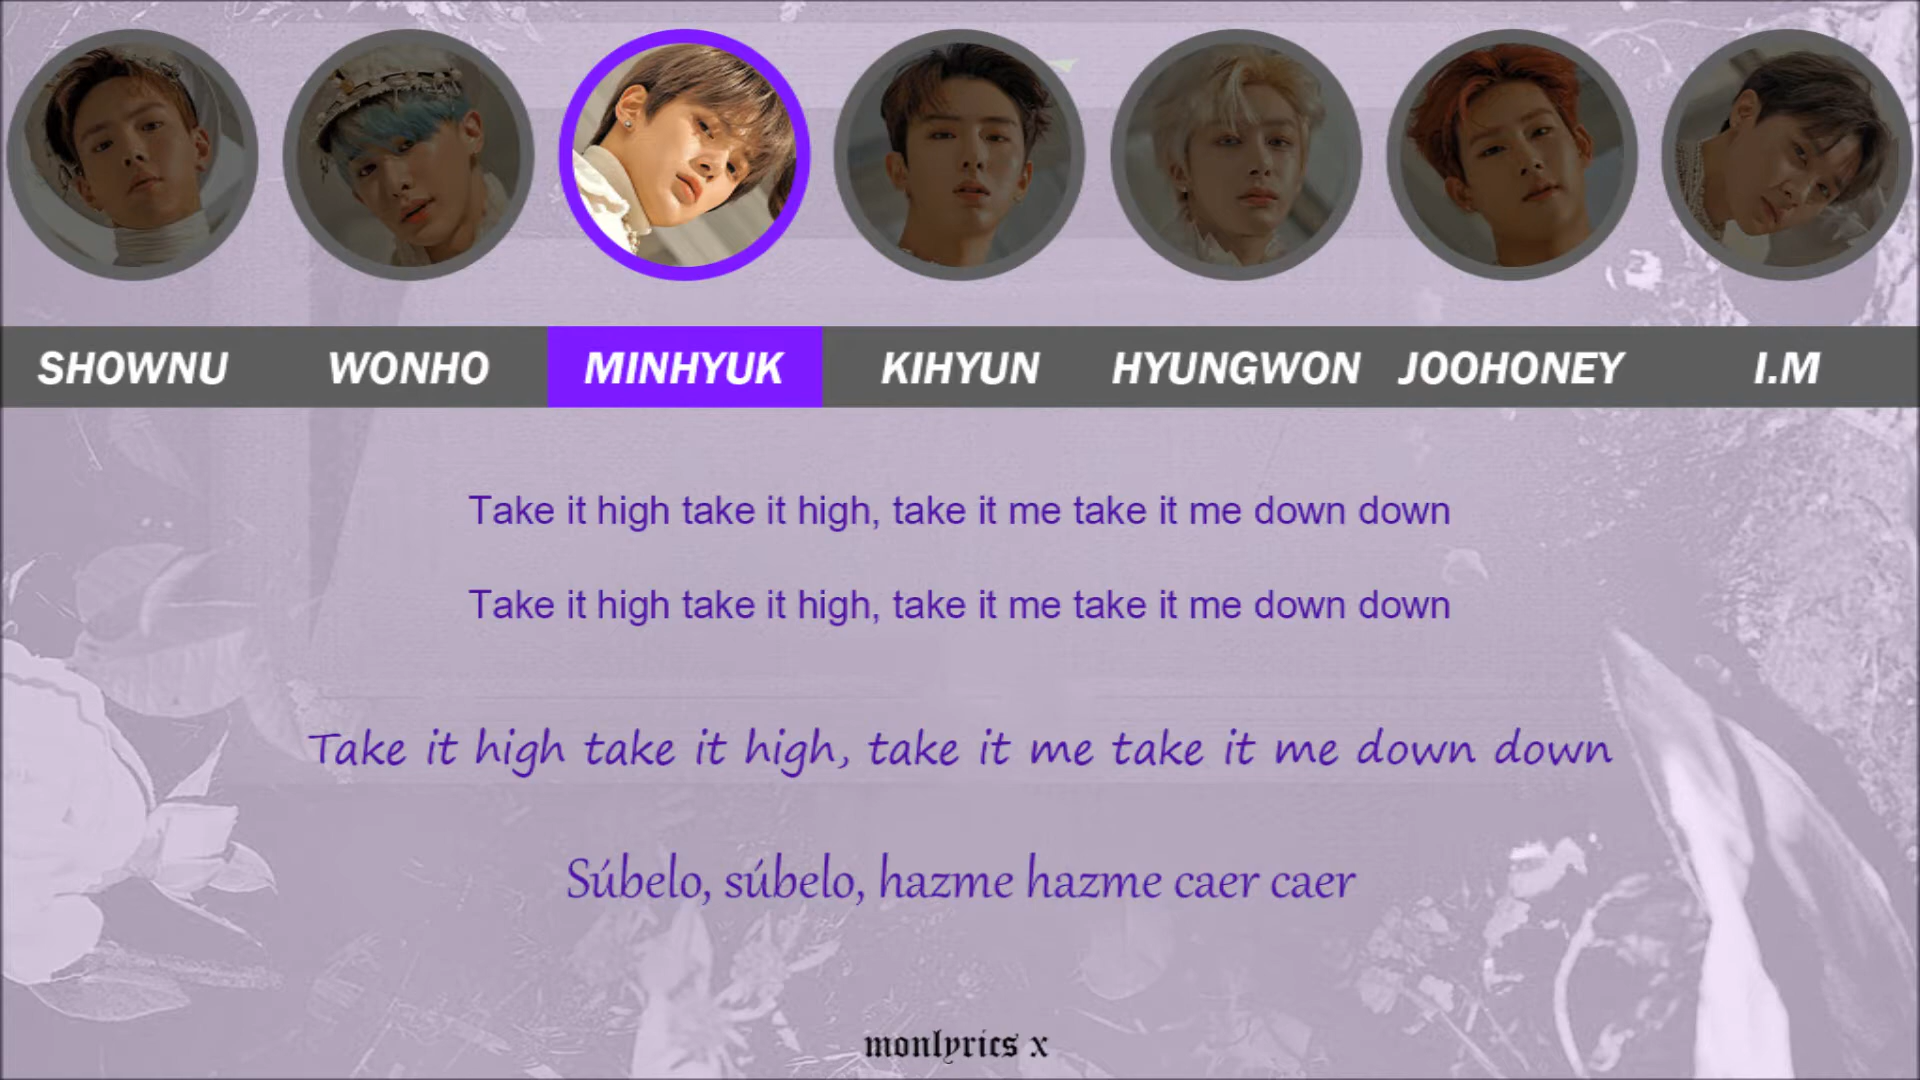 SHOWNU WONHO MINHYUK KIHYUN HYUNGWON JOOHONEY I.M
Take it high take it high, take it me take it me down down
Take it high take it high, take it me take it me down down
Take it high take it high, take it me take it me down down
Súbelo, súbelo, hazme hazme caer caer
monlyrics x